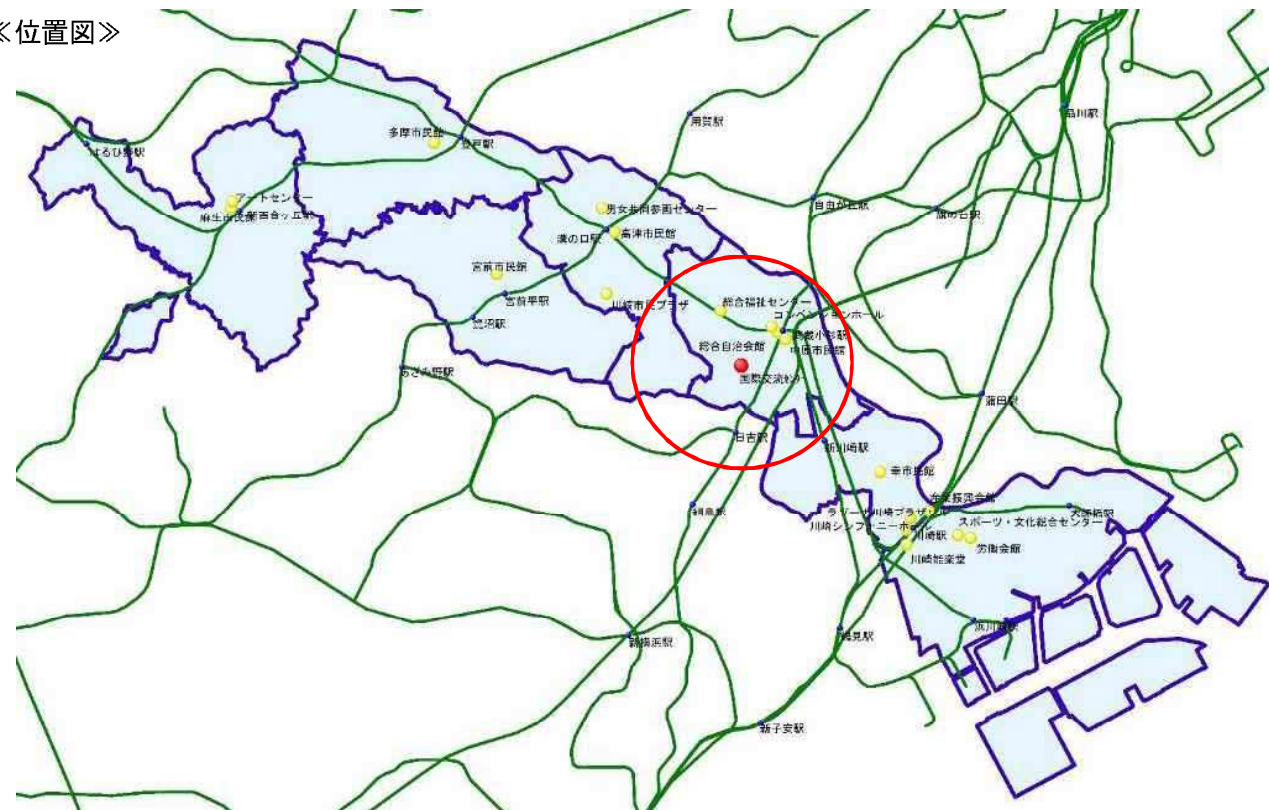 ≪位置図≫
品川駅
用賀駅
多摩市民館
登戸駅
はるひ野駅
アートセンター
麻生市民館
新百合ヶ丘駅
男女共同参画センター
自由が丘駅
旗の台駅
溝の口駅
高津市民館
宮前市民館
宮前平駅
川崎市民プラザ
総合福祉センター
コンベンションホール
鷺沼駅
武蔵小杉駅
総合自治会館
中原市民館
あざみ野駅
国際交流センター
蒲田駅
日吉駅
新川崎駅
幸市民館
産業振興会館
綱島駅
大師橋駅
ラゾーナ川崎プラザソル
川崎シンフォニーホール
スポーツ・文化総合センター
川崎駅
労働会館
川崎能楽堂
浜川崎駅
鶴見駅
新横浜駅
新子安駅